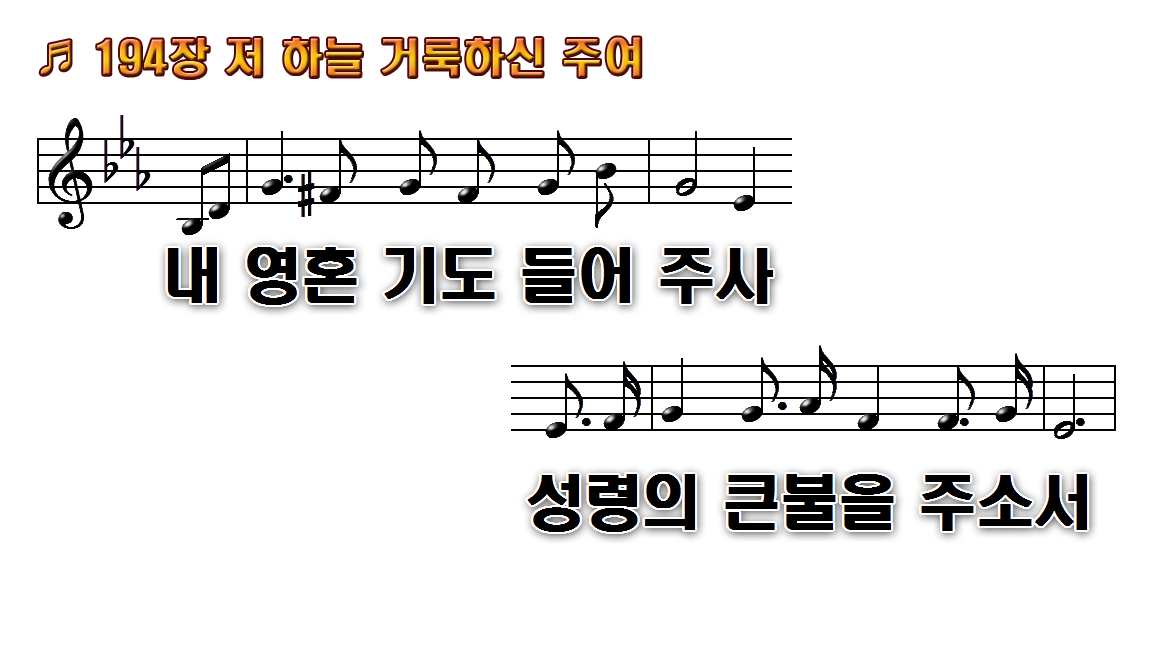 ♬ 194장 저 하늘 거룩하신 주여
내 영혼 기도 들어 주사
성령의 큰불을 주소서